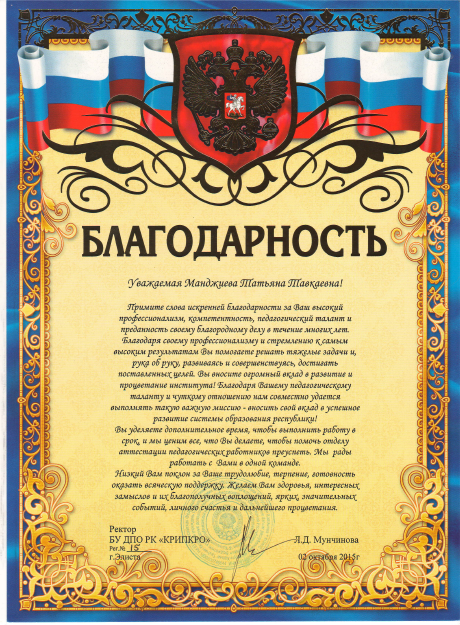 БЛАГОДАРНОСТЬ
Уважаемая Манджиева Татьяна Тавкаевна!
Примите слова искренней благодарности за Ваш высокий
профессионализм, компетентность, педагогический талант и
преданность своему благородному делу в течение многих лет.
Благодаря своему профессионализму и стремлению к самым
высоким результатам Вы помогаете решать тяжелые задачи и,
рука об руку, развиваясь и совершенствуясь, достигать
поставленных целей. Вы вносите огромный вклад в развитие и
процветание института! Благодаря Вашему педагогическому
таланту и чуткому отношению нам совместно удается
выполнять такую важную миссию - вносить свой вклад в успешное
развитие системы образования республики!
Вы уделяете дополнительное время, чтобы выполнить работу в
срок, и мы ценим все, что Вы делаете, чтобы помочь отделу
аттестации педагогических работников преуспеть. Мы рады
работать с Вами в одной команде.
Низкий Вам поклон за Ваше трудолюбие, терпение, готовность
оказать всяческую поддержку. Желаем Вам здоровья, интересных
замыслов и их благополучных воплощений, ярких, значительных
событий, личного счастья и дальнейшего процветания.
Ректор
БУ ДПО РК «КРИПКРО» Л.Д. Мунчинова
Рег.№ 15
г.Элиста 02 октября 2015г